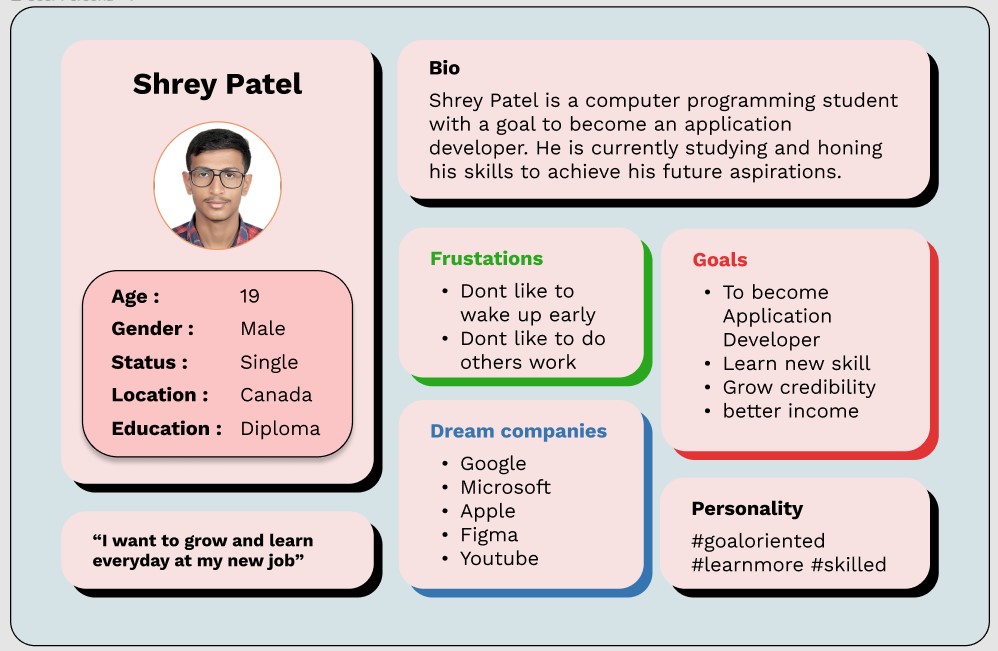 Shrey Patel
Age : 19
Gender : Male
Status : Single
Location : Canada
Education : Diploma
“I want to grow and learn
everyday at my new job”
Bio
Shrey Patel is a computer programming student
with a goal to become an application
developer. He is currently studying and honing
his skills to achieve his future aspirations.
Frustations
• Dont like to
wake up early
• Dont like to do
others work
Dream companies
• Google
• Microsoft
• Apple
• Figma
• Youtube
Goals
• To become
Application
Developer
• Learn new skill
• Grow credibility
• better income
Personality
#goaloriented
#learnmore #skilled